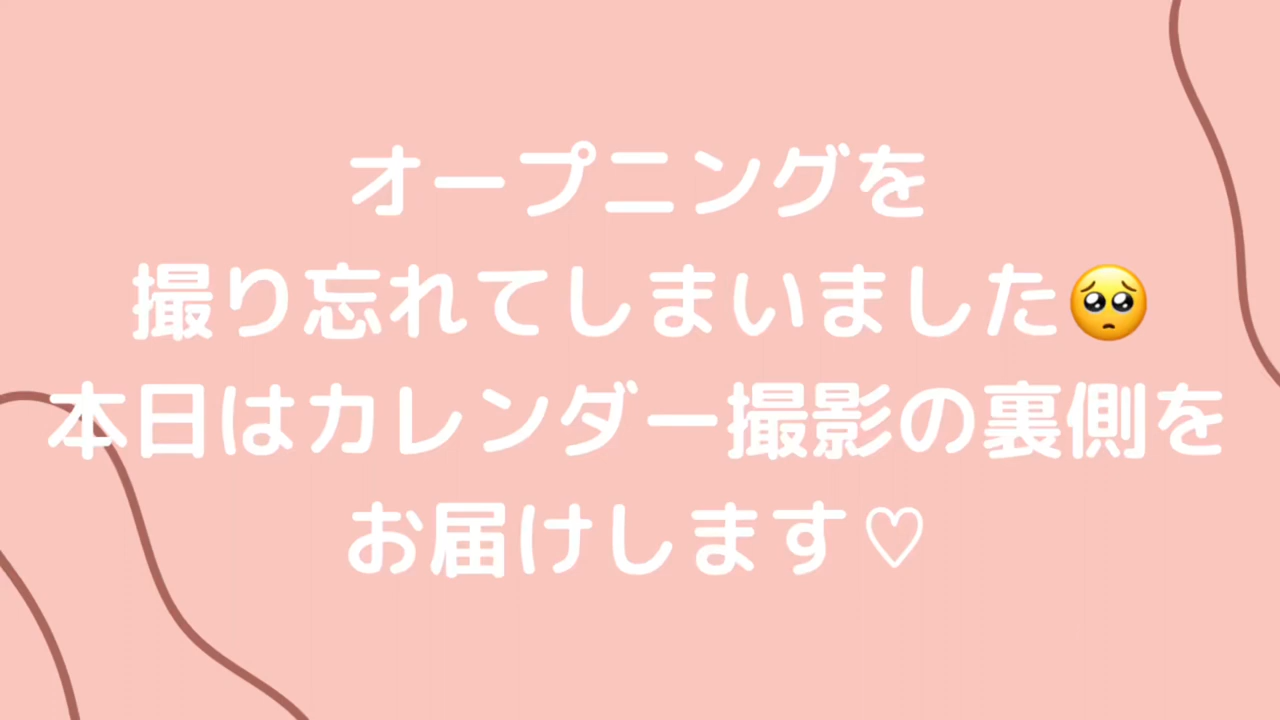 オープニングを
撮り忘れてしまいました🥺
本日はカレンダー撮影の裏側を
お届けします♡